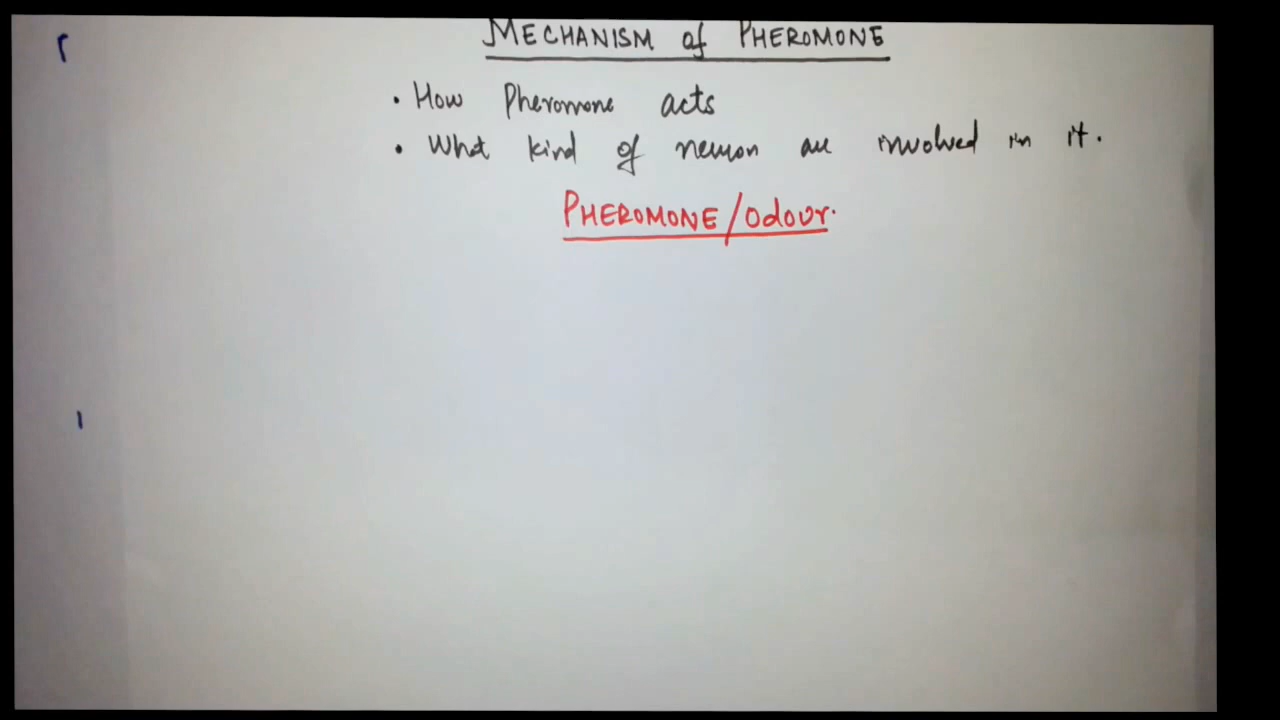 MECHANISM of PHEROMONE
• How Pheromone acts
• What kind of neuron are involved in it.
PHEROMONE/Odour.